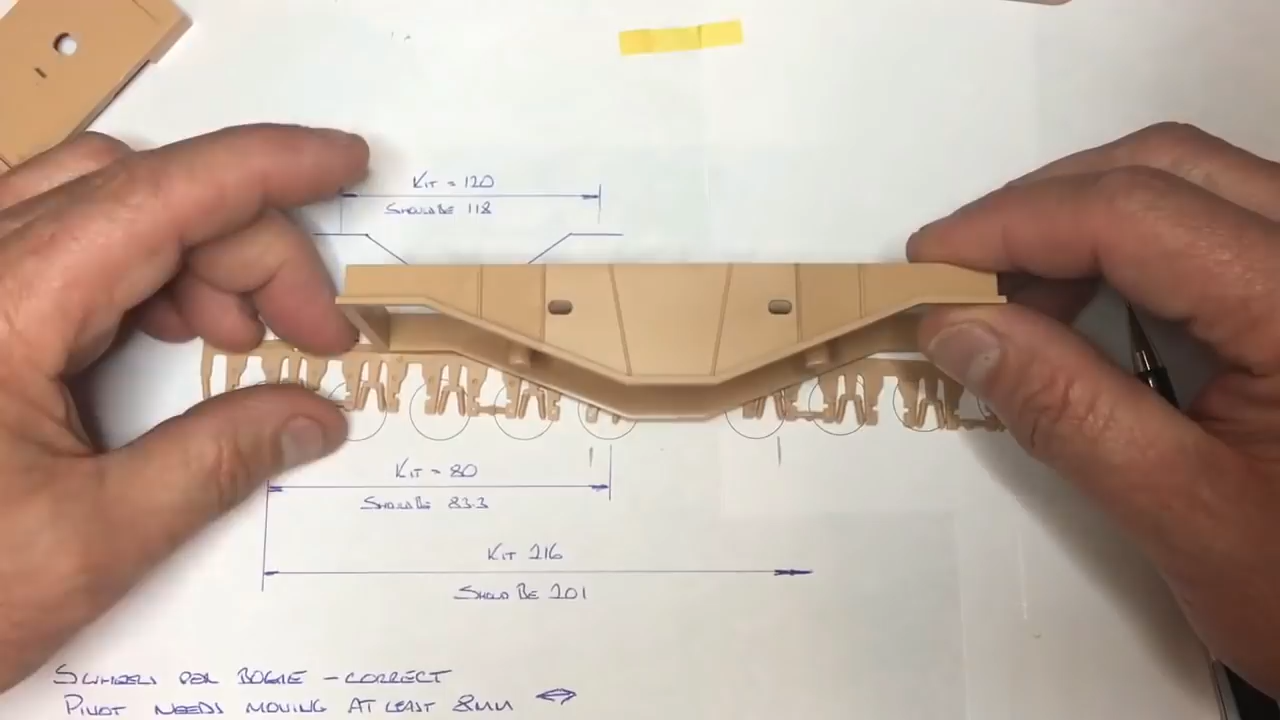 KIT = 120
SHOULD BE 118
KIT = 80
SHOULD BE 83.3
KIT 216
SHOULD BE 201
5 WHEELS PER BOGIE - CORRECT
PIVOT NEEDS MOVING AT LEAST 8MM